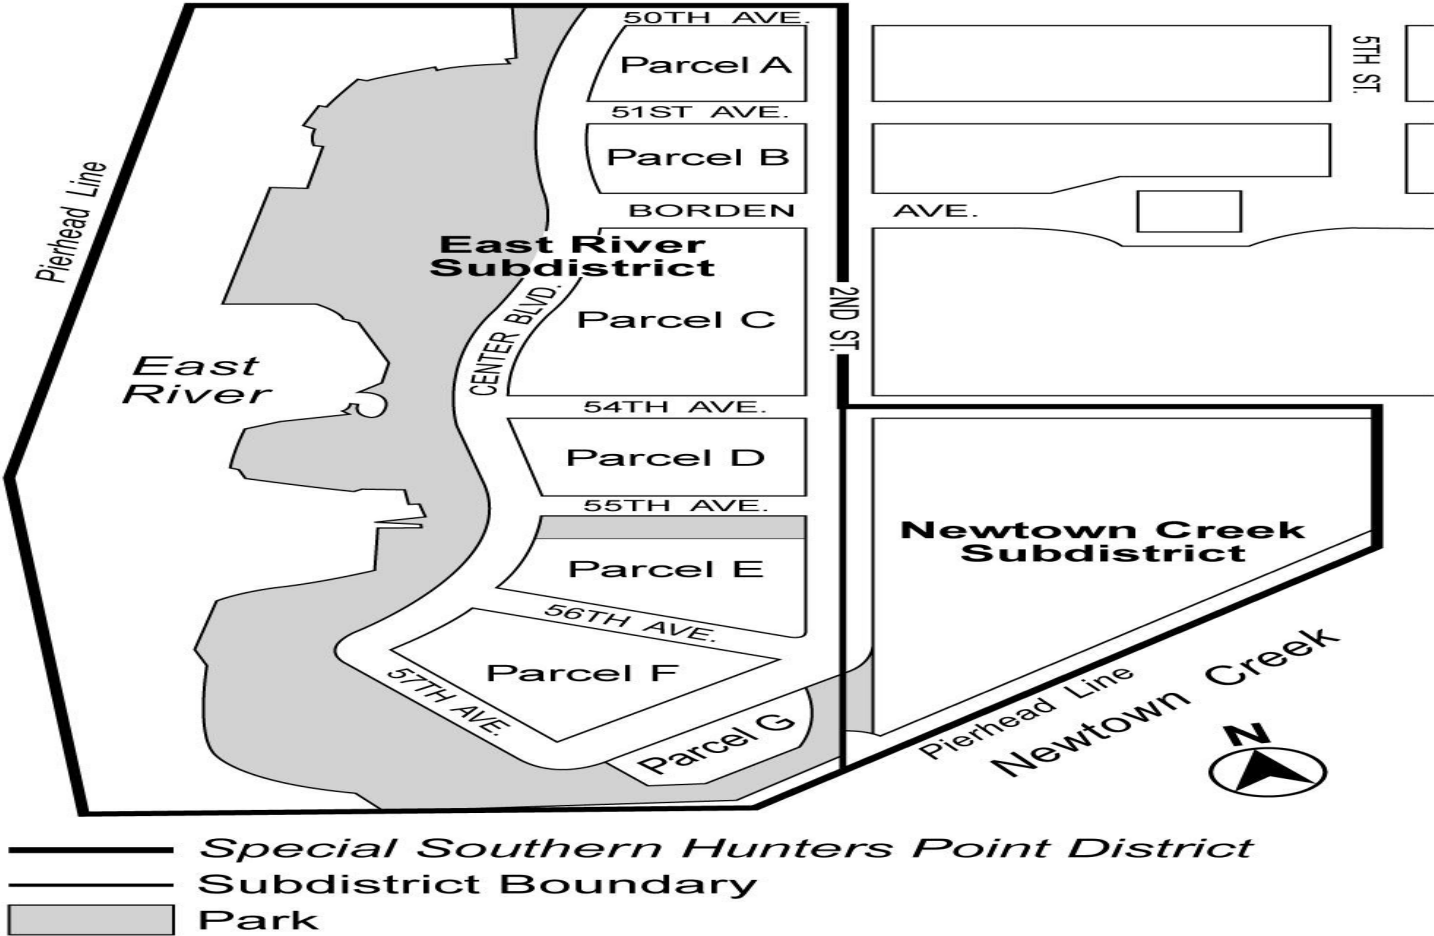 50TH AVE.
Parcel A
5TH ST.
51ST AVE.
Parcel B
Pierhead Line
BORDEN AVE.
East River
Subdistrict
CENTER BLVD.
Parcel C
2ND ST.
East
River
54TH AVE.
Parcel D
55TH AVE.
Newtown Creek
Subdistrict
Parcel E
56TH AVE.
Parcel F
57TH AVE.
Parcel G
Pierhead Line
Newtown Creek
N
Special Southern Hunters Point District
Subdistrict Boundary
Park